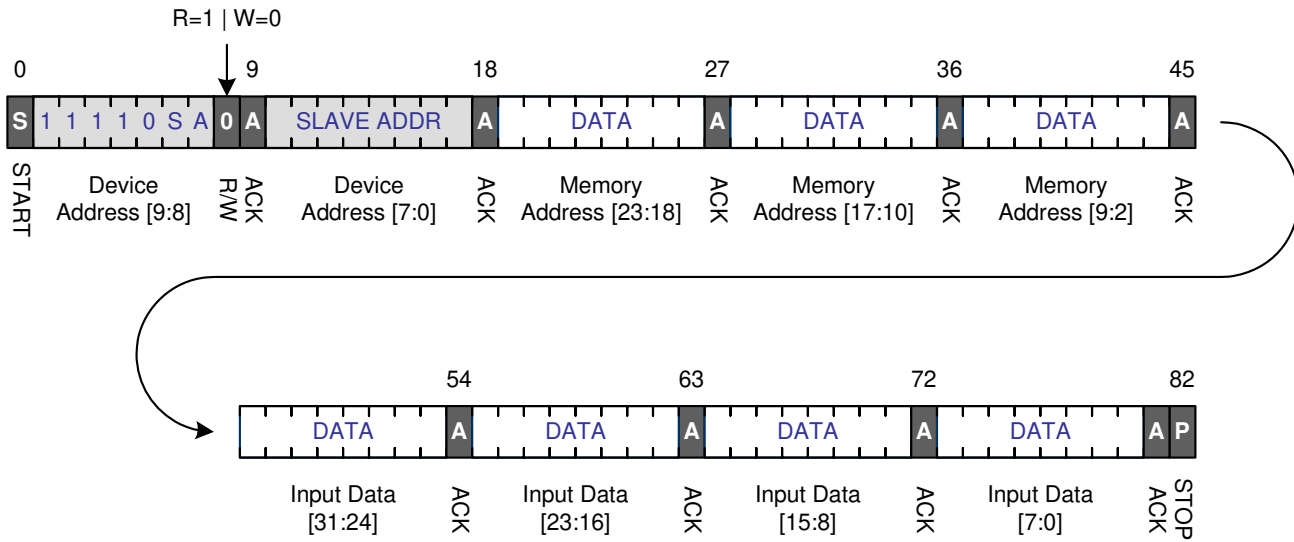 R=1 | W=0
0 9 18 27 36 45
S 1 1 1 1 0 S A 0 A SLAVE ADDR A DATA A DATA A DATA A
START
Device
Address [9:8]
R/W
ACK
Device
Address [7:0]
ACK
Memory
Address [23:18]
ACK
Memory
Address [17:10]
ACK
Memory
Address [9:2]
ACK
54 63 72 82
DATA A DATA A DATA A DATA A P
Input Data
[31:24]
ACK
Input Data
[23:16]
ACK
Input Data
[15:8]
ACK
Input Data
[7:0]
ACK
STOP